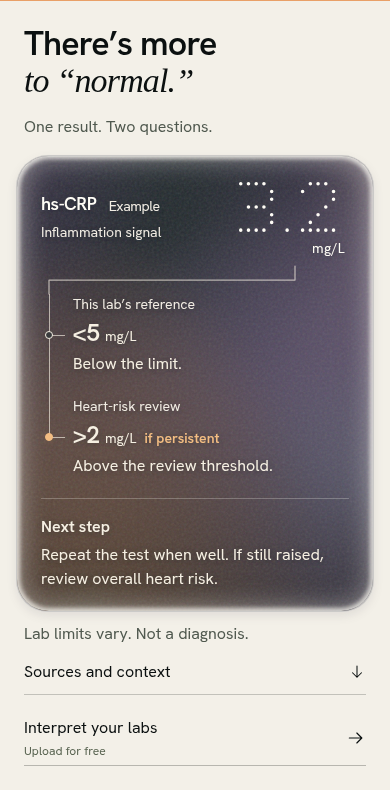 There’s more
to “normal.”
One result. Two questions.
hs-CRP Example
Inflammation signal
3.2
mg/L
This lab’s reference
<5 mg/L
Below the limit.
Heart-risk review
>2 mg/L if persistent
Above the review threshold.
Next step
Repeat the test when well. If still raised,
review overall heart risk.
Lab limits vary. Not a diagnosis.
Sources and context ↓
Interpret your labs →
Upload for free